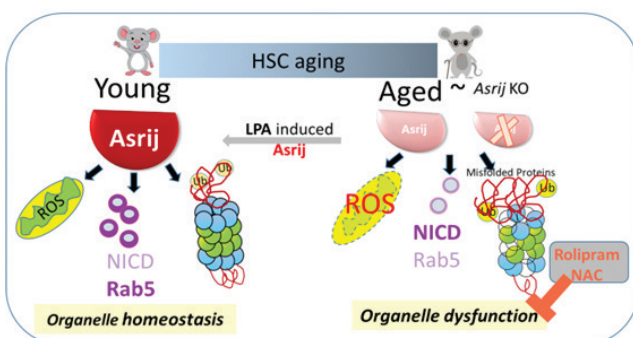 HSC aging
Young
Aged ~ Asrij KO
Asrij
LPA induced
Asrij
Asrij
Misfolded Proteins
ROS
Ub
Ub
ROS
Ub
Ub
NICD
Rab5
NICD
Rab5
Rolipram
NAC
Organelle homeostasis
Organelle dysfunction